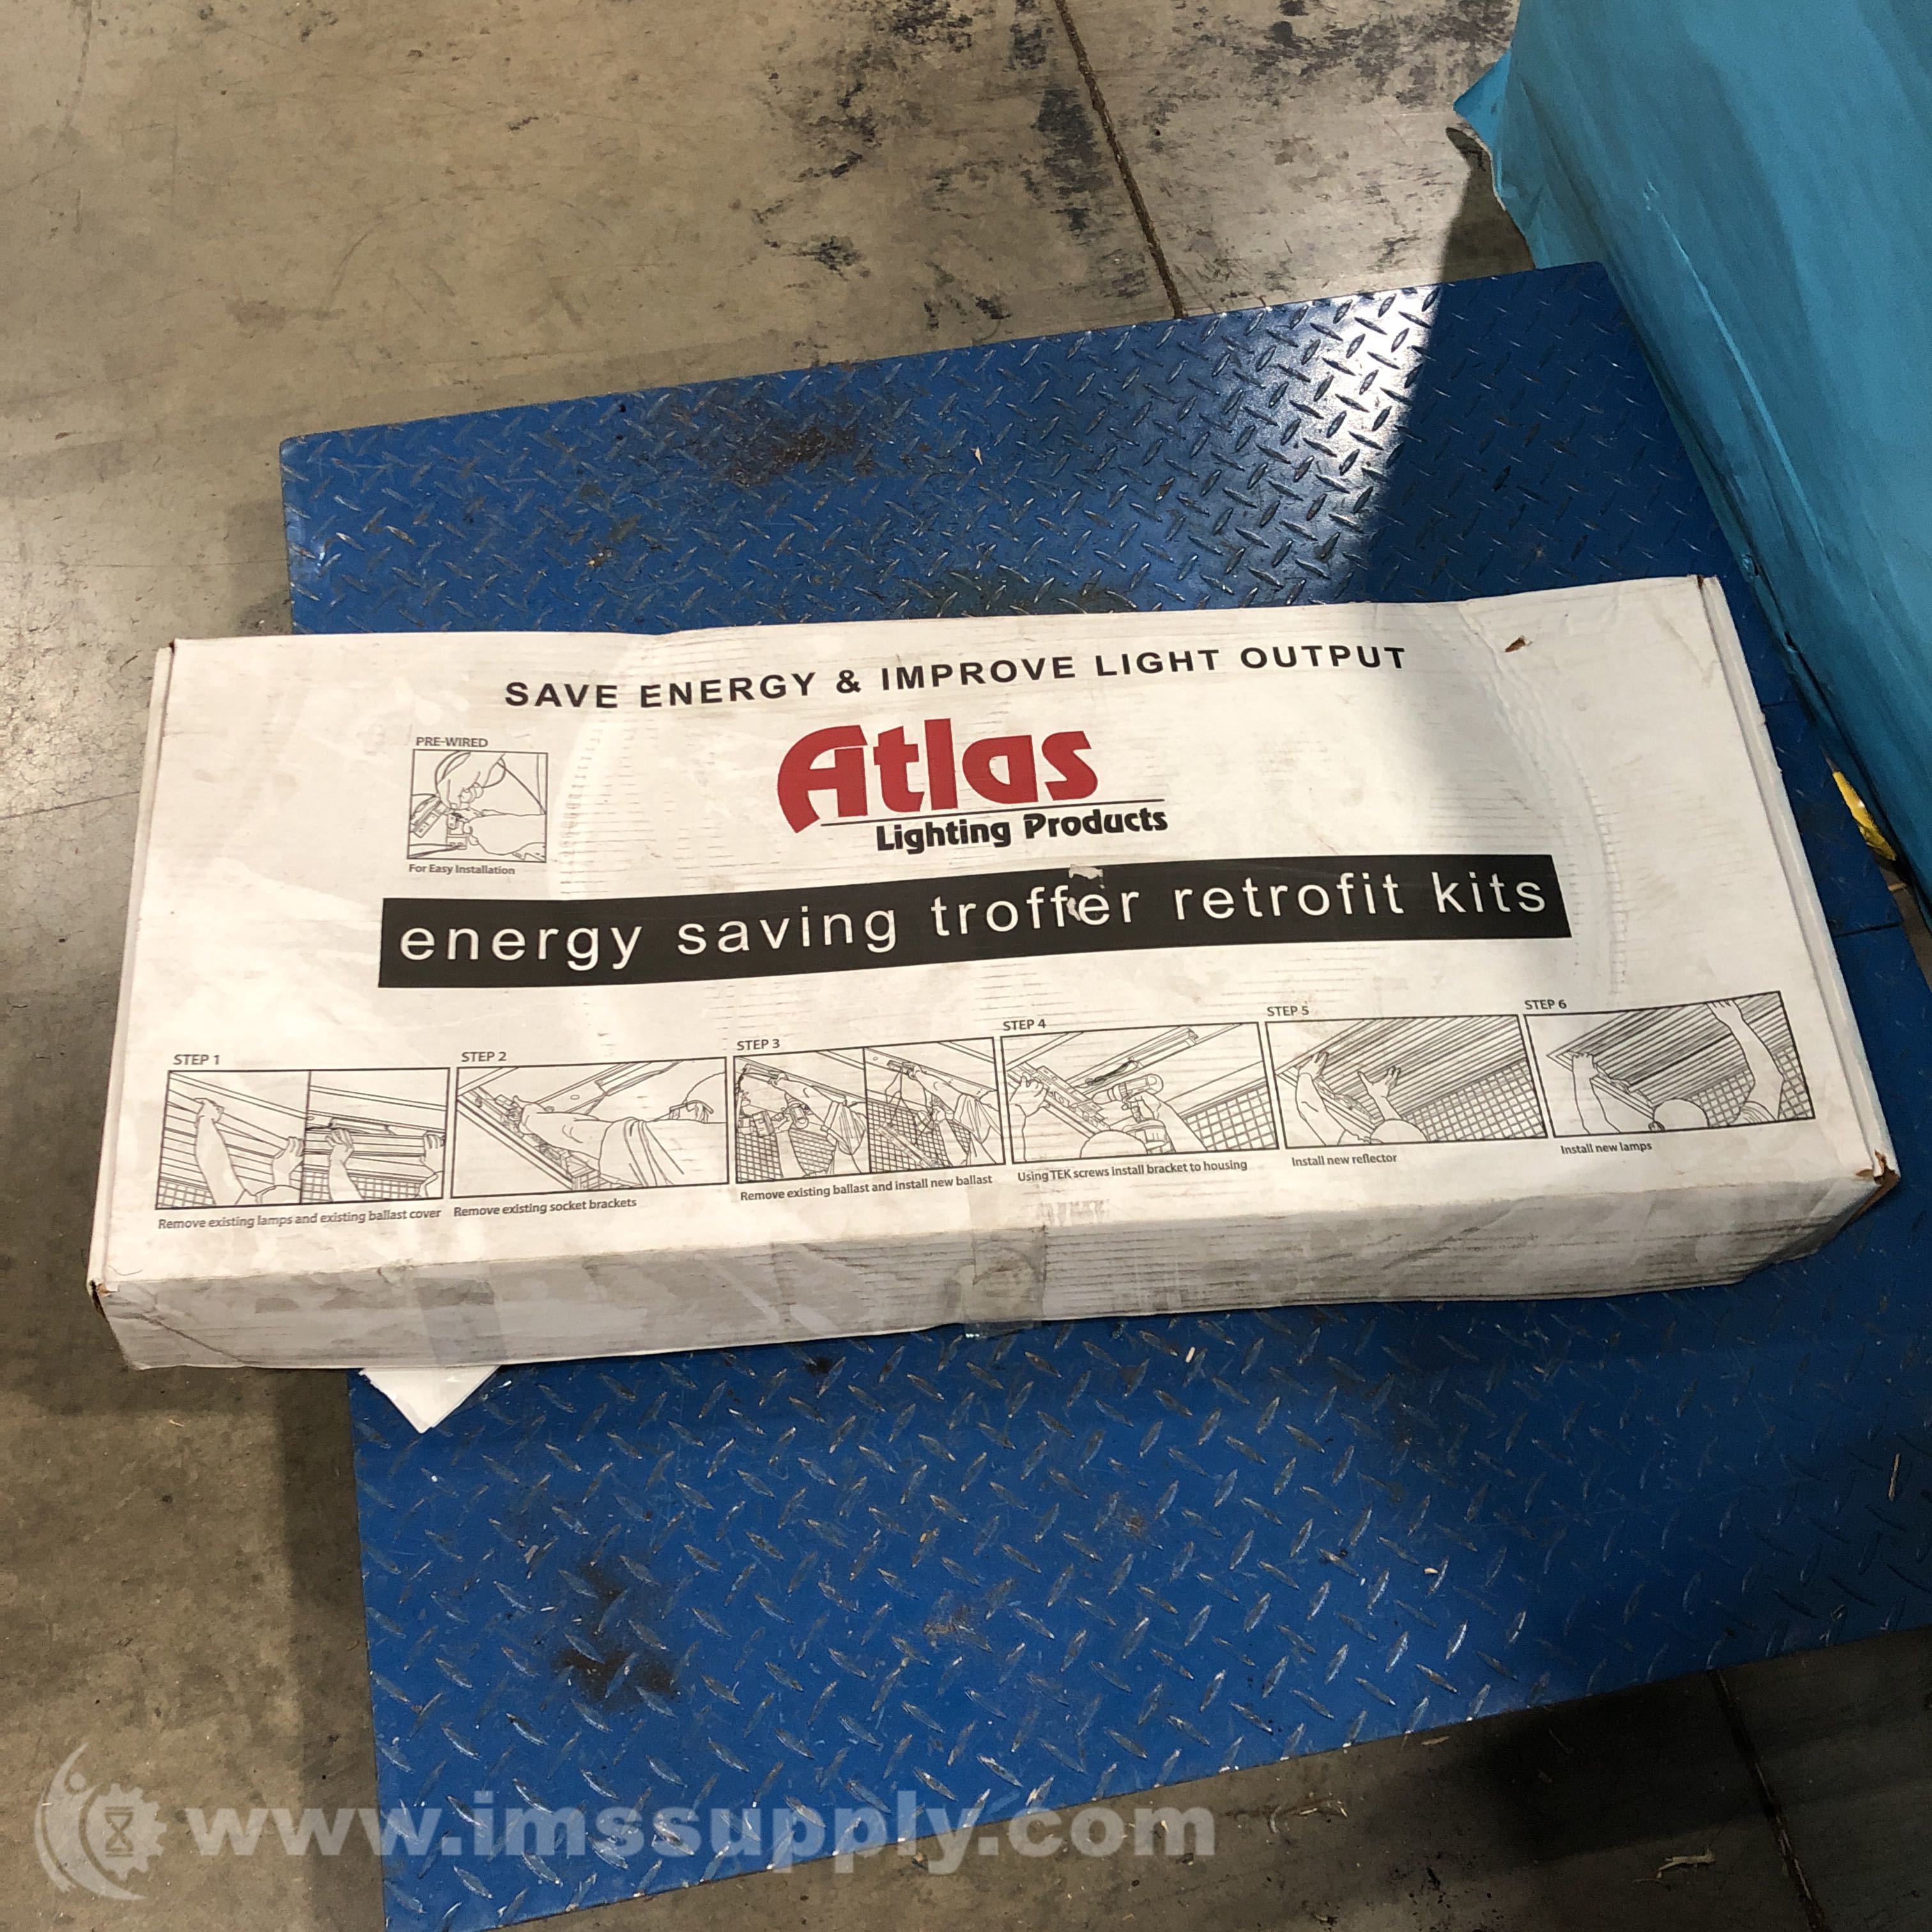 SAVE ENERGY & IMPROVE LIGHT OUTPUT
PRE-WIRED
For Easy Installation
Atlas
Lighting Products
energy saving troffer retrofit kits
STEP 1
Remove existing lamps and existing ballast cover
STEP 2
Remove existing socket brackets
STEP 3
Remove existing ballast and install new ballast
STEP 4
Using TEK screws install bracket to housing
STEP 5
Install new reflector
STEP 6
Install new lamps
www.imssupply.com